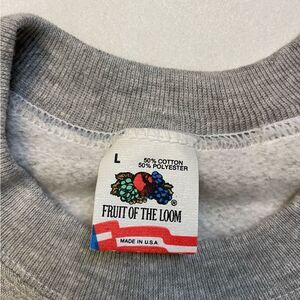 L
50% COTTON
50% POLYESTER
®
FRUIT OF THE LOOM
MADE IN U.S.A